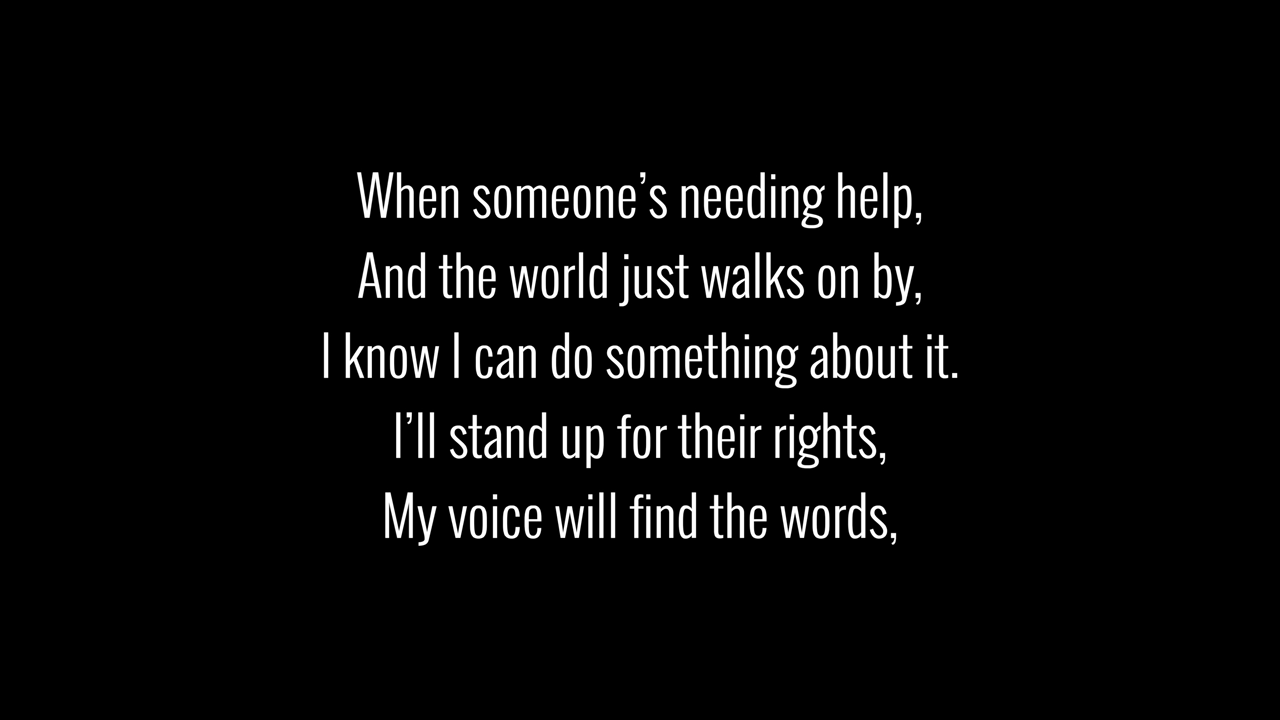 When someone’s needing help,
And the world just walks on by,
I know I can do something about it.
I’ll stand up for their rights,
My voice will find the words,